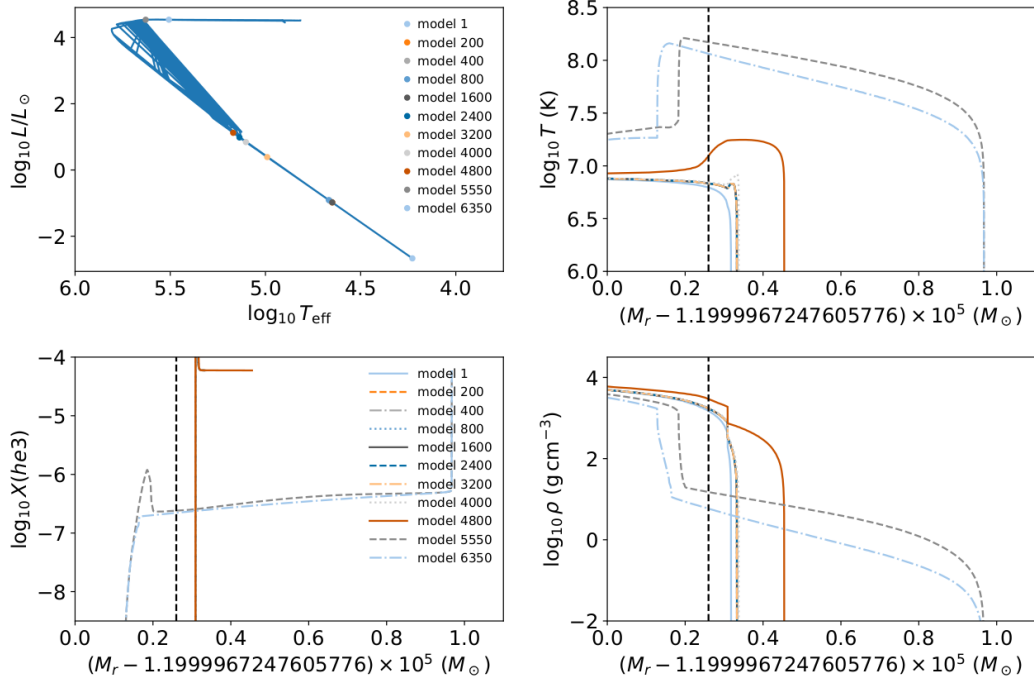 4
2
0
−2
log₁₀ L/L⊙
6.0 5.5 5.0 4.5 4.0
log₁₀ T_eff
model 1
model 200
model 400
model 800
model 1600
model 2400
model 3200
model 4000
model 4800
model 5550
model 6350
8.5
8.0
7.5
7.0
6.5
6.0
log₁₀ T (K)
0.0 0.2 0.4 0.6 0.8 1.0
(M_r − 1.1999967247605776) × 10⁵ (M⊙)
−4
−5
−6
−7
−8
log₁₀ X(he3)
0.0 0.2 0.4 0.6 0.8 1.0
(M_r − 1.1999967247605776) × 10⁵ (M⊙)
model 1
model 200
model 400
model 800
model 1600
model 2400
model 3200
model 4000
model 4800
model 5550
model 6350
4
2
0
−2
log₁₀ ρ (g cm⁻³)
0.0 0.2 0.4 0.6 0.8 1.0
(M_r − 1.1999967247605776) × 10⁵ (M⊙)